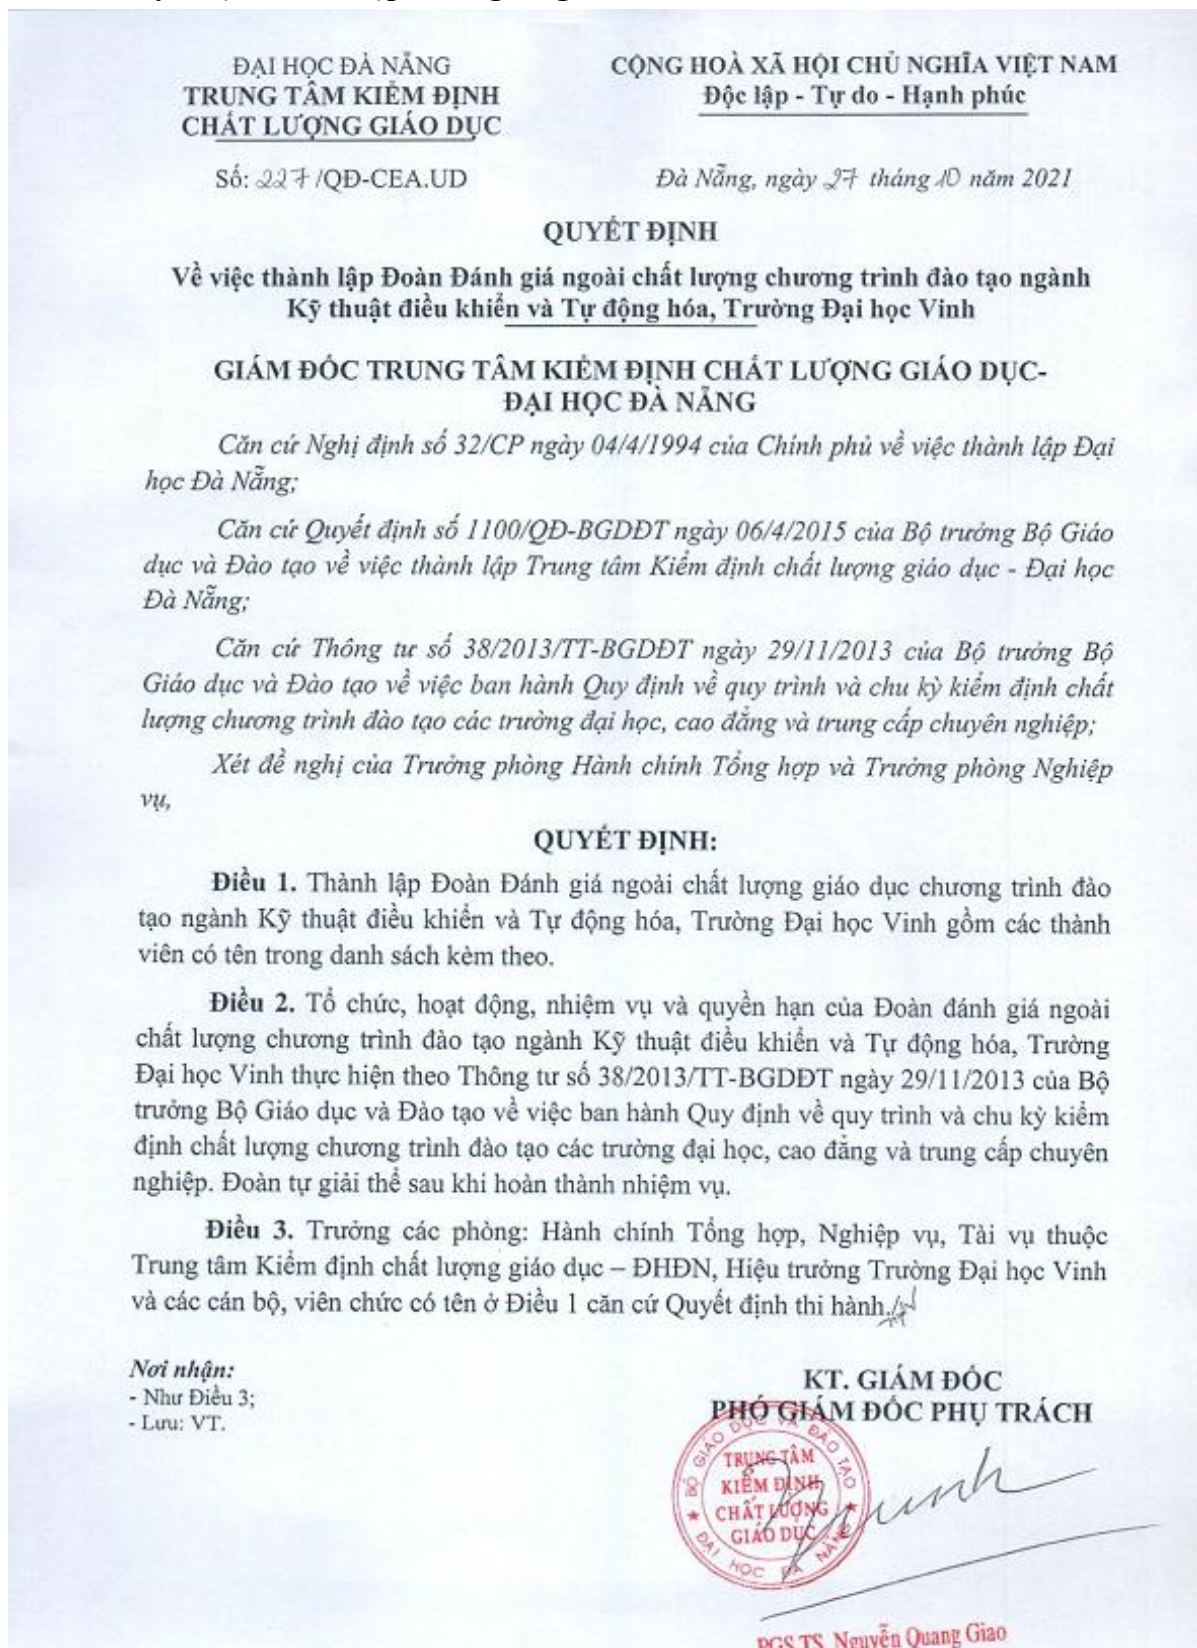 ĐẠI HỌC ĐÀ NẴNG
TRUNG TÂM KIỂM ĐỊNH
CHẤT LƯỢNG GIÁO DỤC
CỘNG HOÀ XÃ HỘI CHỦ NGHĨA VIỆT NAM
Độc lập - Tự do - Hạnh phúc
Số: 227/QĐ-CEA.UD
Đà Nẵng, ngày 27 tháng 10 năm 2021
QUYẾT ĐỊNH
Về việc thành lập Đoàn Đánh giá ngoài chất lượng chương trình đào tạo ngành
Kỹ thuật điều khiển và Tự động hóa, Trường Đại học Vinh
GIÁM ĐỐC TRUNG TÂM KIỂM ĐỊNH CHẤT LƯỢNG GIÁO DỤC-
ĐẠI HỌC ĐÀ NẴNG
Căn cứ Nghị định số 32/CP ngày 04/4/1994 của Chính phủ về việc thành lập Đại
học Đà Nẵng;
Căn cứ Quyết định số 1100/QĐ-BGDĐT ngày 06/4/2015 của Bộ trưởng Bộ Giáo
dục và Đào tạo về việc thành lập Trung tâm Kiểm định chất lượng giáo dục - Đại học
Đà Nẵng;
Căn cứ Thông tư số 38/2013/TT-BGDĐT ngày 29/11/2013 của Bộ trưởng Bộ
Giáo dục và Đào tạo về việc ban hành Quy định về quy trình và chu kỳ kiểm định chất
lượng chương trình đào tạo các trường đại học, cao đẳng và trung cấp chuyên nghiệp;
Xét đề nghị của Trưởng phòng Hành chính Tổng hợp và Trưởng phòng Nghiệp
vụ,
QUYẾT ĐỊNH:
Điều 1. Thành lập Đoàn Đánh giá ngoài chất lượng giáo dục chương trình đào
tạo ngành Kỹ thuật điều khiển và Tự động hóa, Trường Đại học Vinh gồm các thành
viên có tên trong danh sách kèm theo.
Điều 2. Tổ chức, hoạt động, nhiệm vụ và quyền hạn của Đoàn đánh giá ngoài
chất lượng chương trình đào tạo ngành Kỹ thuật điều khiển và Tự động hóa, Trường
Đại học Vinh thực hiện theo Thông tư số 38/2013/TT-BGDĐT ngày 29/11/2013 của Bộ
trưởng Bộ Giáo dục và Đào tạo về việc ban hành Quy định về quy trình và chu kỳ kiểm
định chất lượng chương trình đào tạo các trường đại học, cao đẳng và trung cấp chuyên
nghiệp. Đoàn tự giải thể sau khi hoàn thành nhiệm vụ.
Điều 3. Trưởng các phòng: Hành chính Tổng hợp, Nghiệp vụ, Tài vụ thuộc
Trung tâm Kiểm định chất lượng giáo dục – ĐHĐN, Hiệu trưởng Trường Đại học Vinh
và các cán bộ, viên chức có tên ở Điều 1 căn cứ Quyết định thi hành./.
Nơi nhận:
- Như Điều 3;
- Lưu: VT.
KT. GIÁM ĐỐC
PHÓ GIÁM ĐỐC PHỤ TRÁCH
BỘ GIÁO DỤC VÀ ĐÀO TẠO
TRUNG TÂM
KIỂM ĐỊNH
CHẤT LƯỢNG
GIÁO DỤC
ĐẠI HỌC ĐÀ NẴNG
PGS.TS. Nguyễn Quang Giao